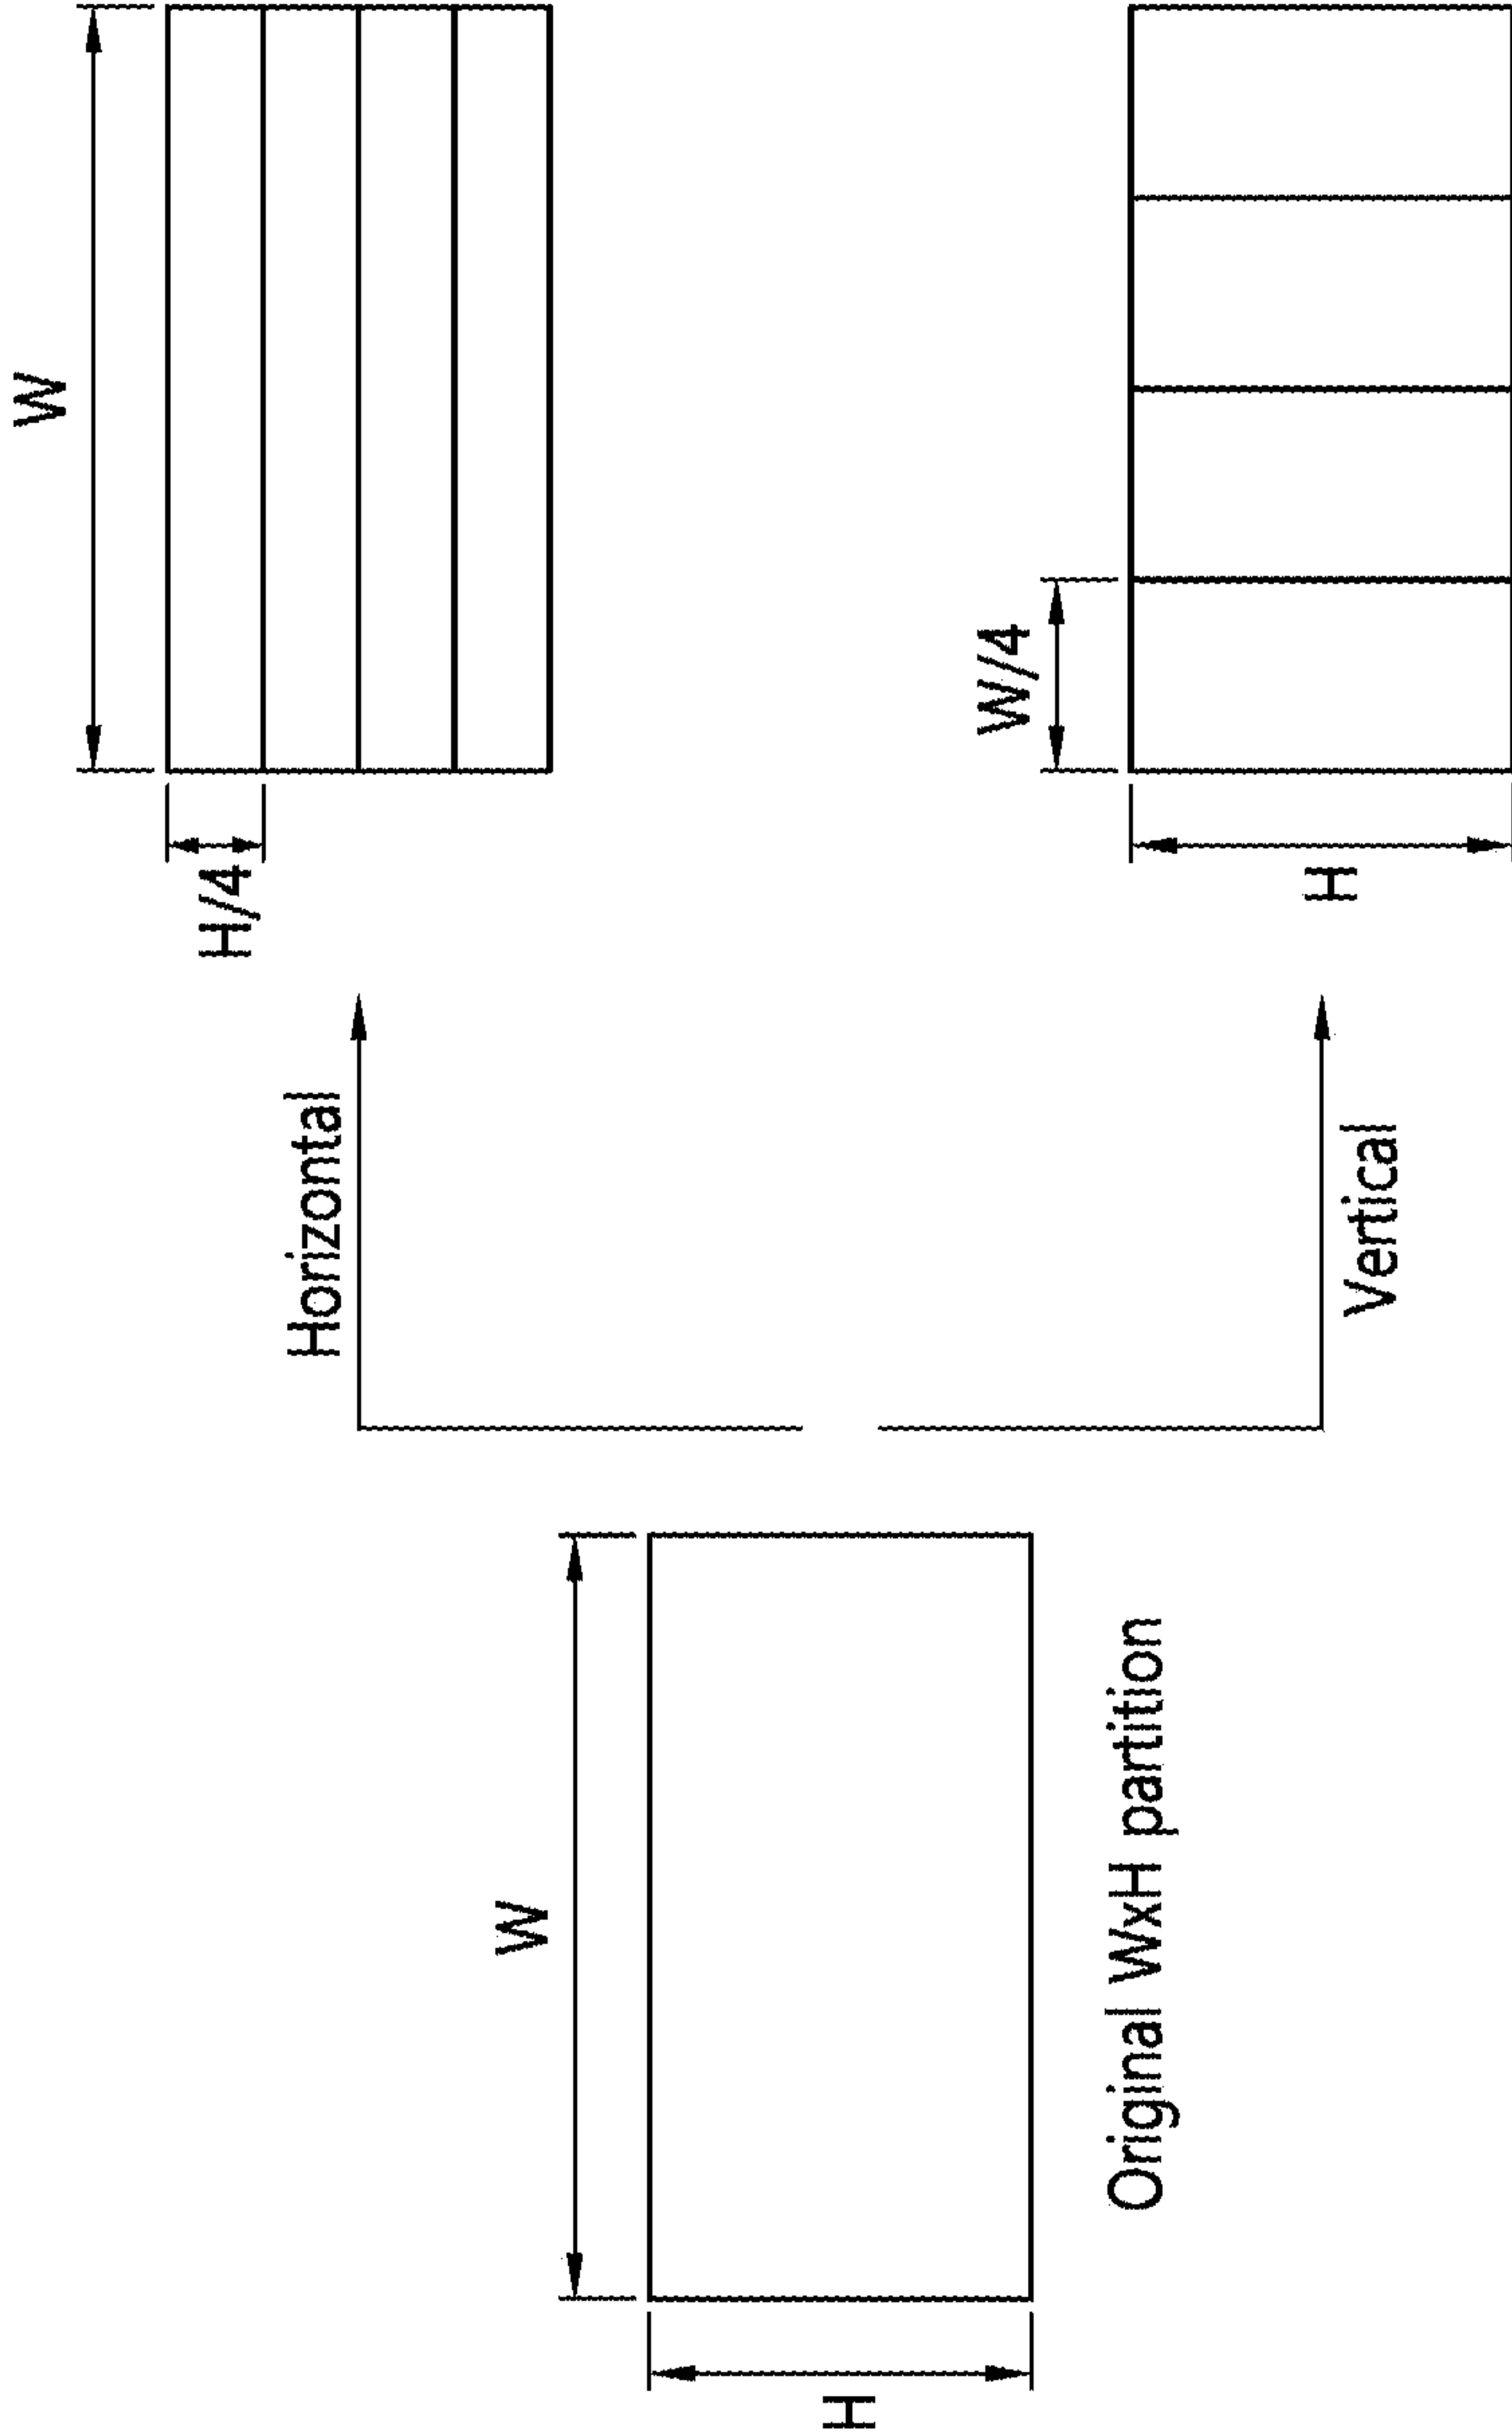 W
H
Original WxH partition
Horizontal
W
H/4
Vertical
W/4
H